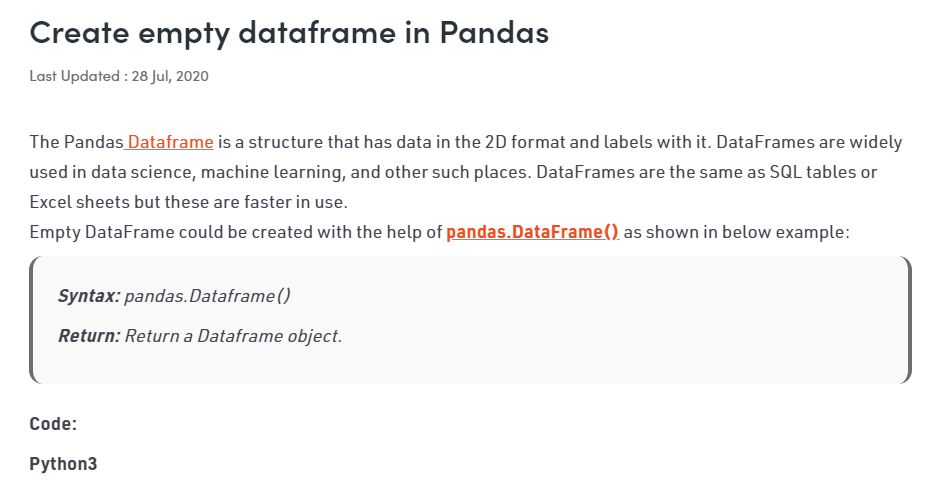 Create empty dataframe in Pandas
Last Updated : 28 Jul, 2020
The Pandas Dataframe is a structure that has data in the 2D format and labels with it. DataFrames are widely
used in data science, machine learning, and other such places. DataFrames are the same as SQL tables or
Excel sheets but these are faster in use.
Empty DataFrame could be created with the help of pandas.DataFrame() as shown in below example:
Syntax: pandas.Dataframe()
Return: Return a Dataframe object.
Code:
Python3